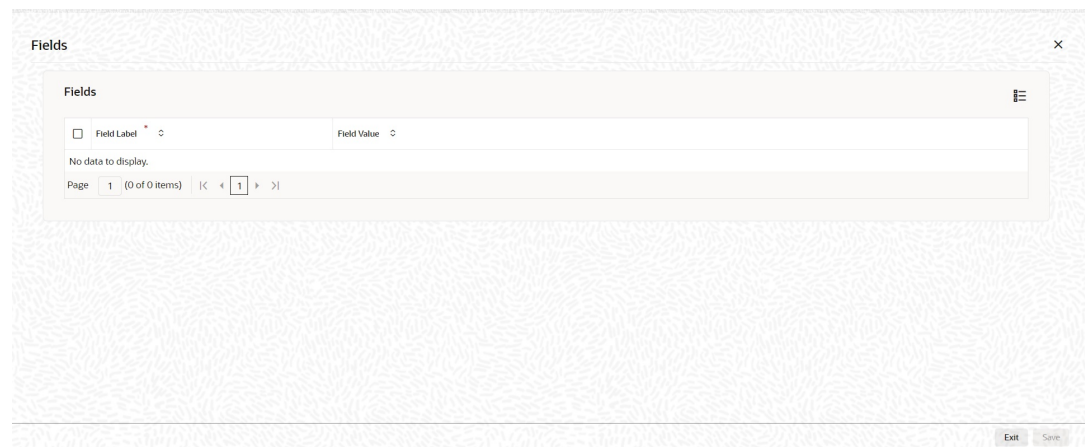 Fields
Fields
Field Label * Field Value
No data to display.
Page 1 (0 of 0 items) 1
Exit Save